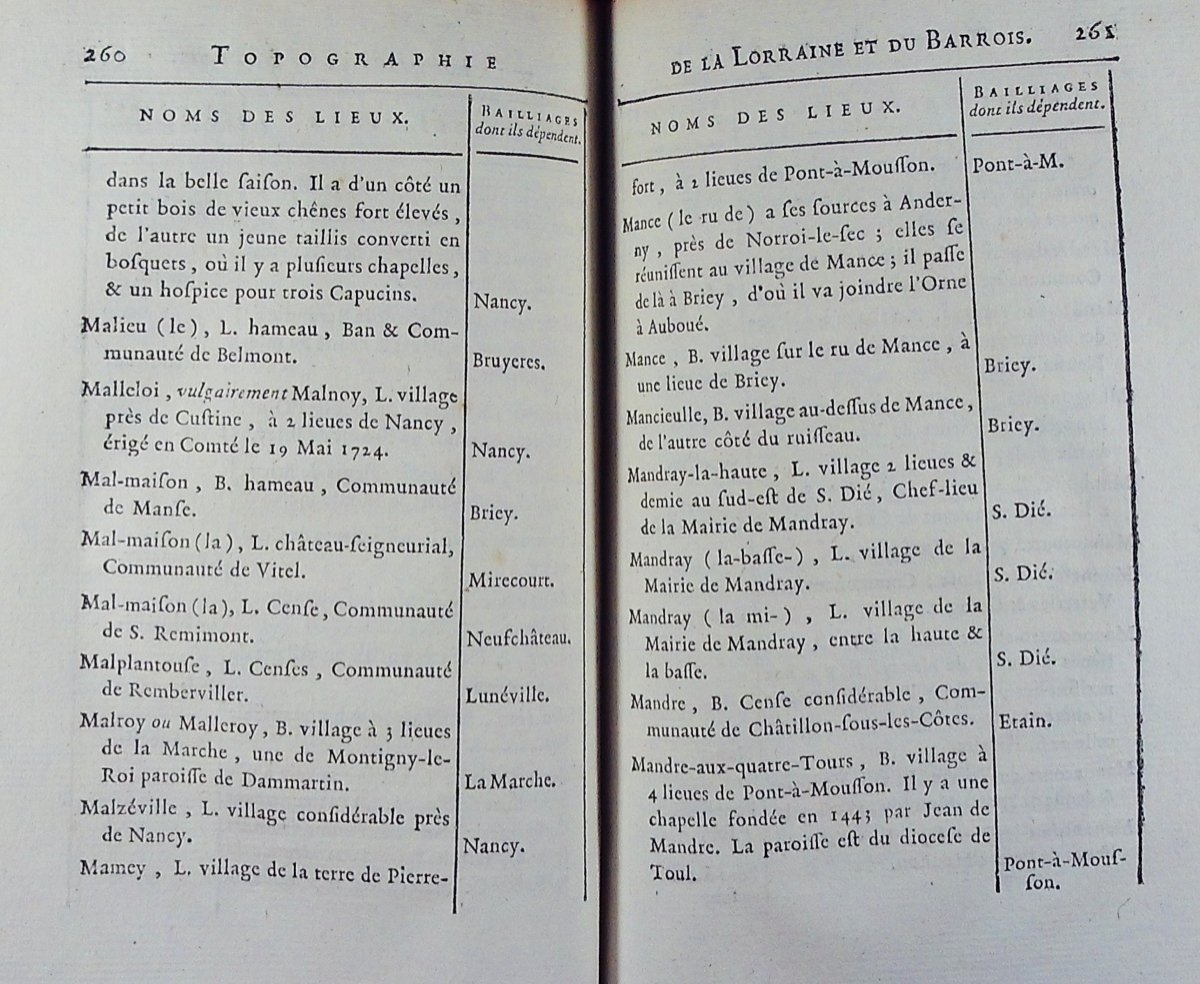 260 TOPOGRAPHIE
NOMS DES LIEUX.
BAILLIAGES
dont ils dépendent.
dans la belle ſaiſon. Il a d'un côté un
petit bois de vieux chênes fort élevés,
de l'autre un jeune taillis converti en
boſquets, où il y a pluſieurs chapelles,
& un hoſpice pour trois Capucins. Nancy.
Malieu (le), L. hameau, Ban & Com-
munauté de Belmont. Bruyeres.
Malleloi, vulgairement Malnoy, L. village
près de Cuſtine, à 2 lieues de Nancy,
érigé en Comté le 19 Mai 1724. Nancy.
Mal-maiſon, B. hameau, Communauté
de Manſe. Briey.
Mal-maiſon (la), L. château-ſeigneurial,
Communauté de Vitel. Mirecourt.
Mal-maiſon (la), L. Cenſe, Communauté
de S. Remimont. Neufchâteau.
Malplantouſe, L. Cenſes, Communauté
de Remberviller. Lunéville.
Malroy ou Malleroy, B. village à 3 lieues
de la Marche, une de Montigny-le-
Roi paroiſſe de Dammartin. La Marche.
Malzéville, L. village conſidérable près
de Nancy. Nancy.
Mamey, L. village de la terre de Pierre-
DE LA LORRAINE ET DU BARROIS. 261
NOMS DES LIEUX.
BAILLIAGES
dont ils dépendent.
fort, à 2 lieues de Pont-à-Mouſſon. Pont-à-M.
Mance (le ru de) a ſes ſources à Ander-
ny, près de Norroi-le-ſec; elles ſe
réuniſſent au village de Mance; il paſſe
de là à Briey, d'où il va joindre l'Orne
à Auboué.
Mance, B. village ſur le ru de Mance, à
une lieue de Briey. Briey.
Mancieulle, B. village au-deſſus de Mance,
de l'autre côté du ruiſſeau. Briey.
Mandray-la-haute, L. village 2 lieues &
demie au ſud-eſt de S. Dié, Chef-lieu
de la Mairie de Mandray. S. Dié.
Mandray (la-baſſe-), L. village de la
Mairie de Mandray. S. Dié.
Mandray (la mi-), L. village de la
Mairie de Mandray, entre la haute &
la baſſe. S. Dié.
Mandre, B. Cenſe conſidérable, Com-
munauté de Châtillon-ſous-les-Côtes. Etain.
Mandre-aux-quatre-Tours, B. village à
4 lieues de Pont-à-Mouſſon. Il y a une
chapelle fondée en 1443 par Jean de
Mandre. La paroiſſe eſt du dioceſe de
Toul. Pont-à-Mouſ-
ſon.